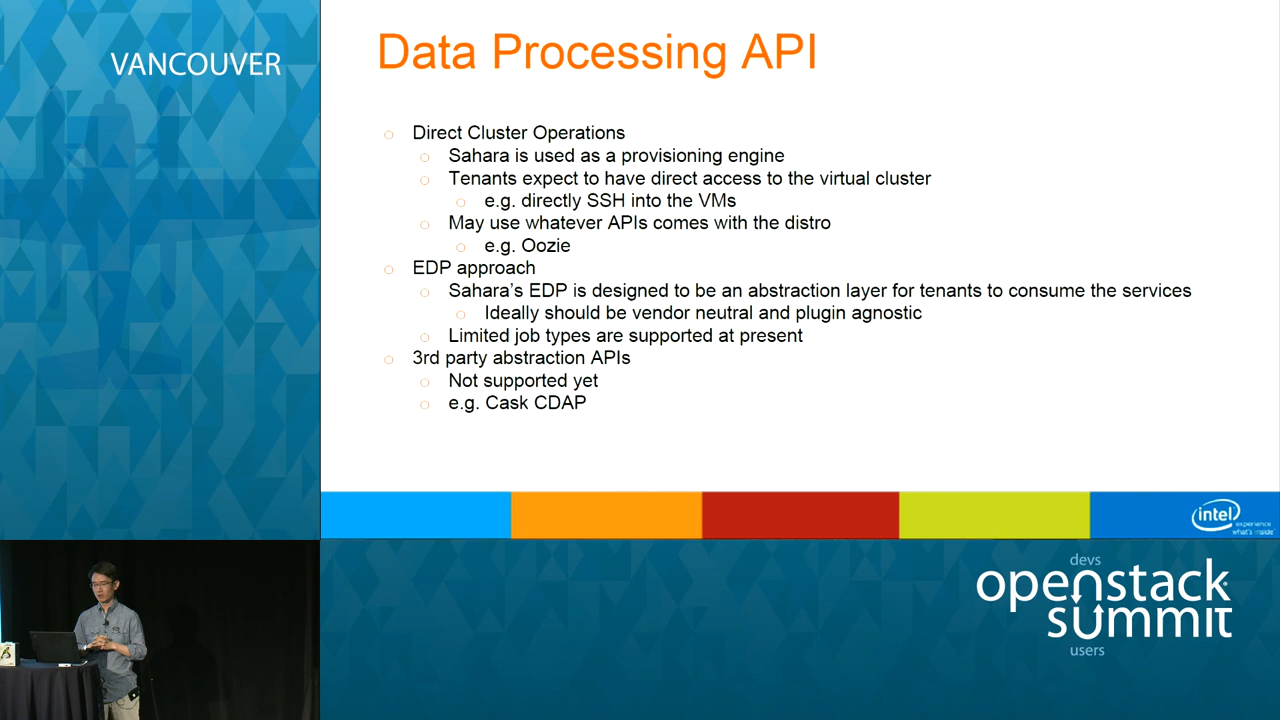 VANCOUVER
Data Processing API
Direct Cluster Operations
Sahara is used as a provisioning engine
Tenants expect to have direct access to the virtual cluster
e.g. directly SSH into the VMs
May use whatever APIs comes with the distro
e.g. Oozie
EDP approach
Sahara's EDP is designed to be an abstraction layer for tenants to consume the services
Ideally should be vendor neutral and plugin agnostic
Limited job types are supported at present
3rd party abstraction APIs
Not supported yet
e.g. Cask CDAP
intel
experience
what's inside
devs
openstack
summit
users